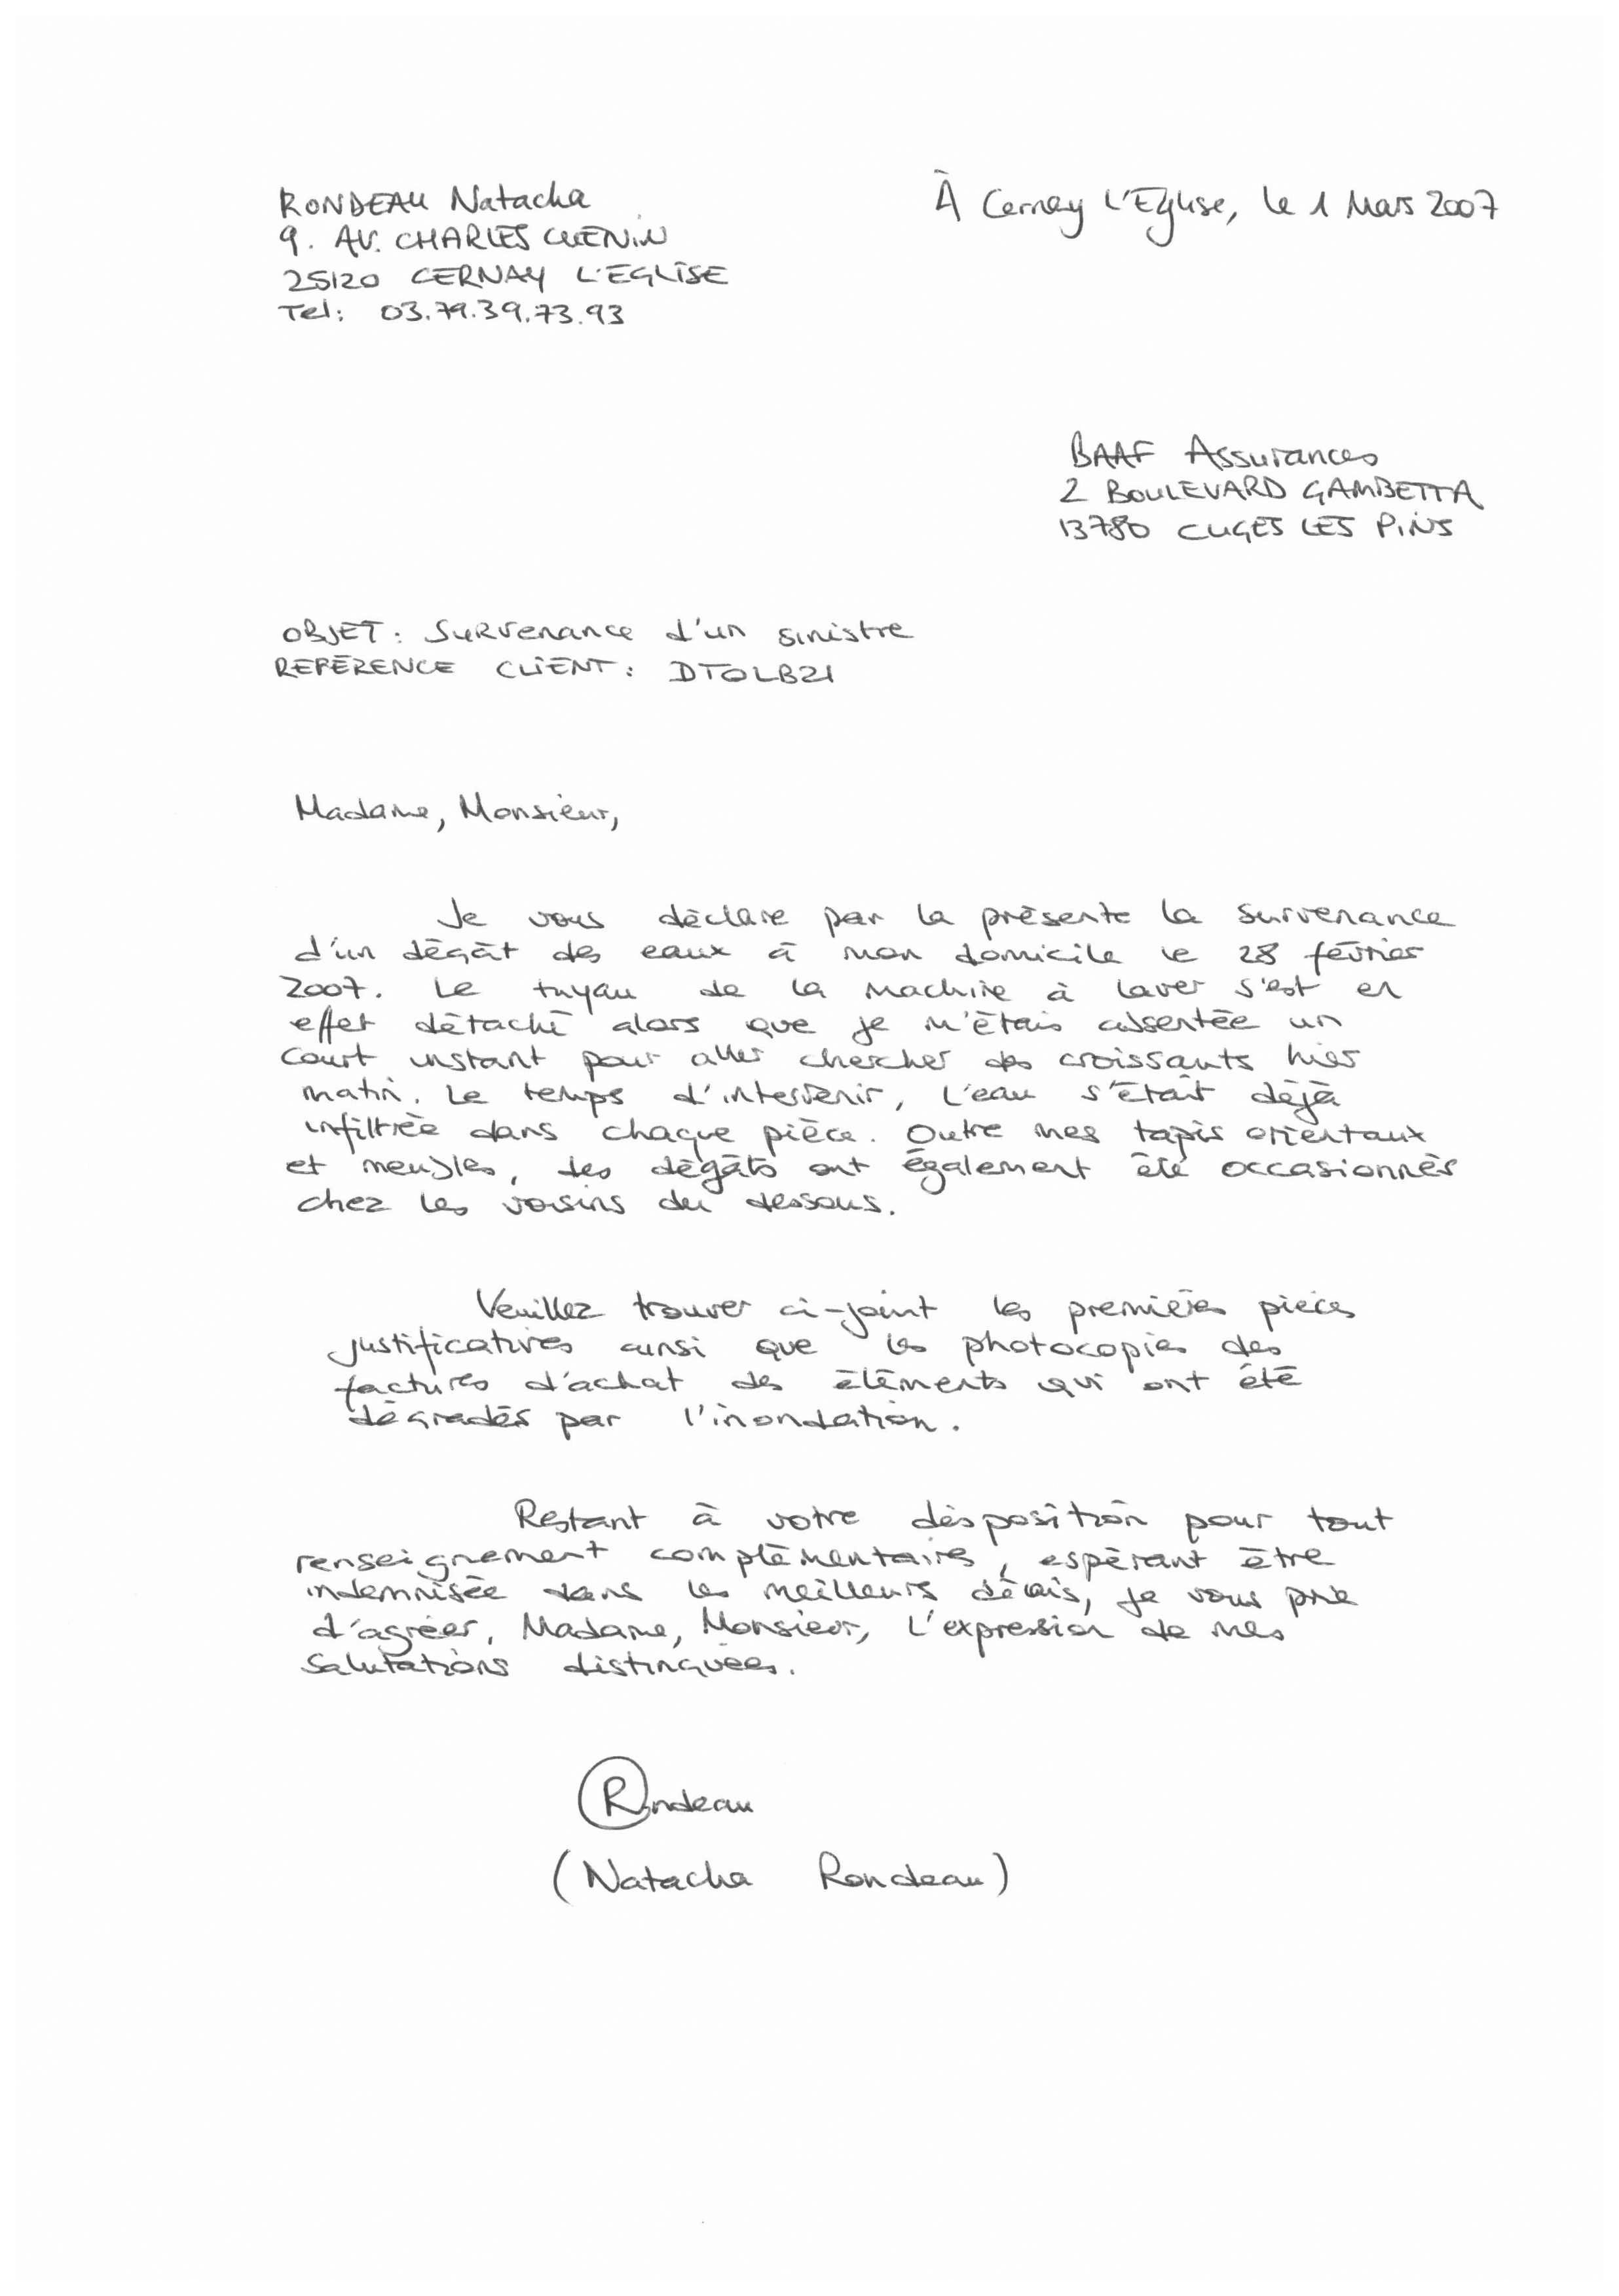 RONDEAU Natacha
9. AV. CHARLES CUENIN
25120 CERNAY L'EGLISE
Tel: 03.79.39.73.93
À Cernay L'Eglise, le 1 Mars 2007
BAAF Assurances
2 BOULEVARD GAMBETTA
13780 CUGES LES PINS
OBJET: Survenance d'un sinistre
REFÉRENCE CLIENT: DTOLB21
Madame, Monsieur,
Je vous déclare par la présente la survenance
d'un dégât des eaux à mon domicile le 28 février
2007. Le tuyau de la machine à laver s'est en
effet détaché alors que je m'étais absentée un
court instant pour aller chercher des croissants hier
matin. Le temps d'intervenir, l'eau s'était déjà
infiltrée dans chaque pièce. Outre mes tapis orientaux
et meubles, des dégâts ont également été occasionnés
chez les voisins du dessous.
Veuillez trouver ci-joint les premières pièces
justificatives ainsi que les photocopies des
factures d'achat des éléments qui ont été
dégradés par l'inondation.
Restant à votre désposition pour tout
renseignement complémentaires, espérant être
indemnisée dans les meilleurs délais, je vous prie
d'agréer, Madame, Monsieur, l'expression de mes
salutations distinguées.
Rondeau
(Natacha Rondeau)